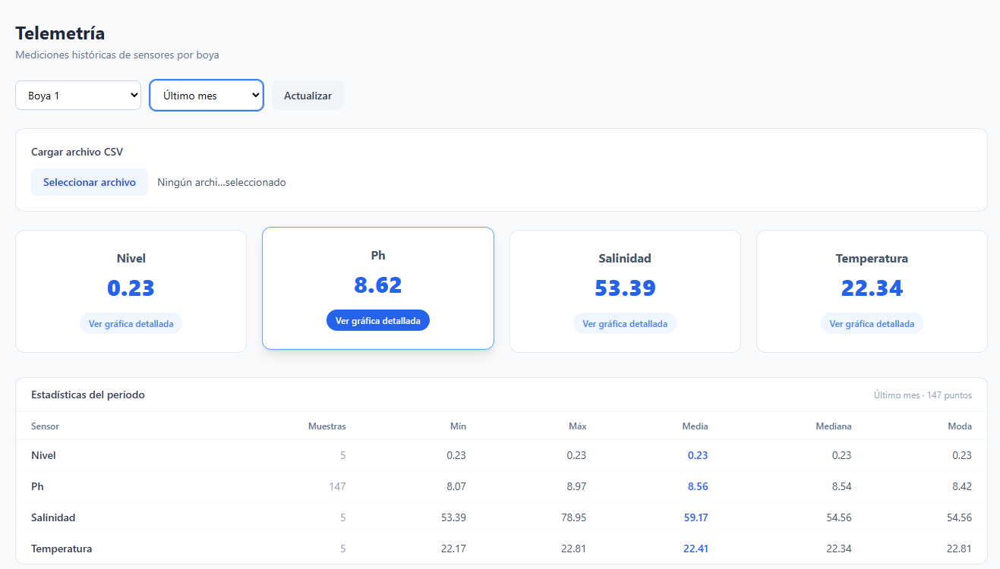 Telemetría
Mediciones históricas de sensores por boya
Boya 1 Último mes Actualizar
Cargar archivo CSV
Seleccionar archivo Ningún archi...seleccionado
Nivel Ph Salinidad Temperatura
0.23 8.62 53.39 22.34
Ver gráfica detallada Ver gráfica detallada Ver gráfica detallada Ver gráfica detallada
Estadísticas del período Último mes · 147 puntos
Sensor Muestras Mín Máx Media Mediana Moda
Nivel 5 0.23 0.23 0.23 0.23 0.23
Ph 147 8.07 8.97 8.56 8.54 8.42
Salinidad 5 53.39 78.95 59.17 54.56 54.56
Temperatura 5 22.17 22.81 22.41 22.34 22.81